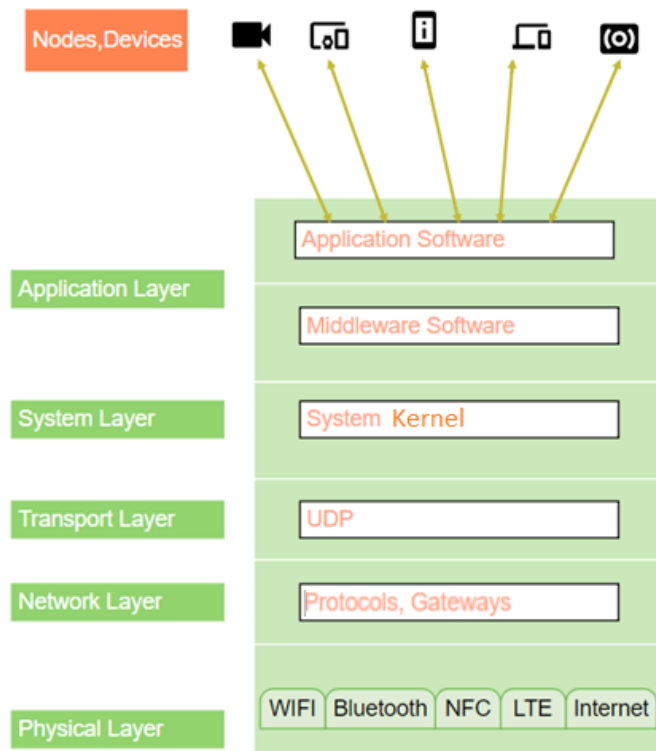 Nodes,Devices
Application Software
Application Layer
Middleware Software
System Layer
System Kernel
Transport Layer
UDP
Network Layer
Protocols, Gateways
WIFI Bluetooth NFC LTE Internet
Physical Layer